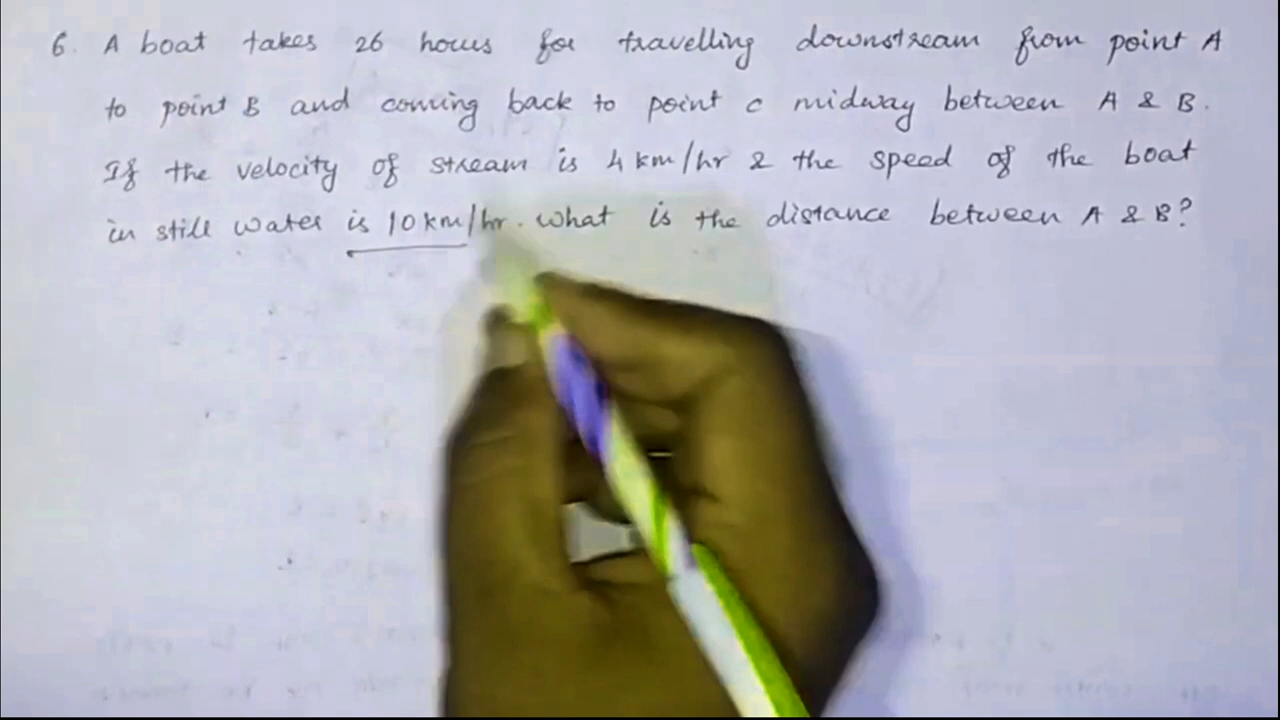 6. A boat takes 26 hours for travelling downstream from point A
to point B and coming back to point C midway between A & B.
If the velocity of stream is 4 km/hr & the speed of the boat
in still water is 10 km/hr. what is the distance between A & B?